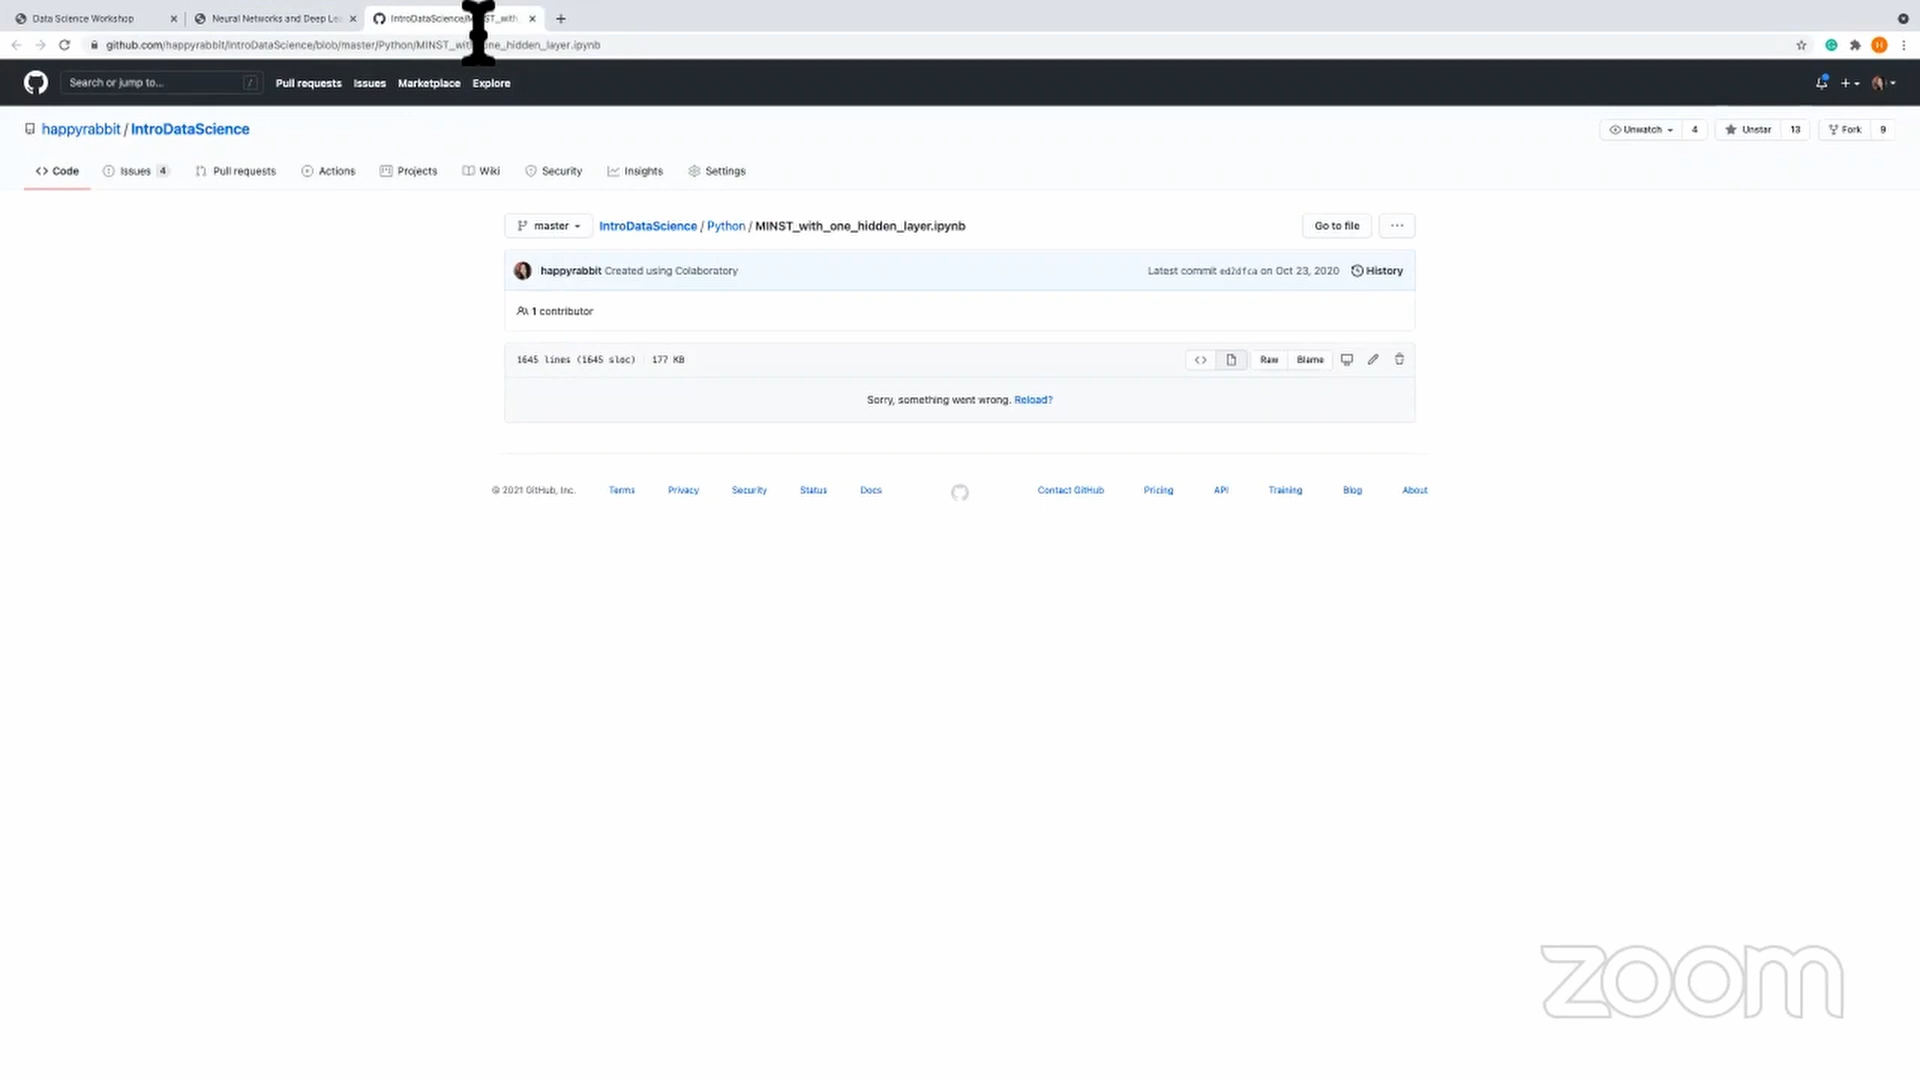 Data Science Workshop
Neural Networks and Deep Le
IntroDataScience/
github.com/happyrabbit/IntroDataScience/blob/master/Python/MINST_with_one_hidden_layer.ipynb
Search or jump to... /
Pull requests Issues Marketplace Explore
happyrabbit / IntroDataScience
Unwatch 4 Unstar 13 Fork 9
Code Issues 4 Pull requests Actions Projects Wiki Security Insights Settings
master IntroDataScience / Python / MINST_with_one_hidden_layer.ipynb Go to file ...
happyrabbit Created using Colaboratory Latest commit ed2dfca on Oct 23, 2020 History
1 contributor
1645 lines (1645 sloc) 177 KB <> Raw Blame
Sorry, something went wrong. Reload?
© 2021 GitHub, Inc. Terms Privacy Security Status Docs Contact GitHub Pricing API Training Blog About
zoom